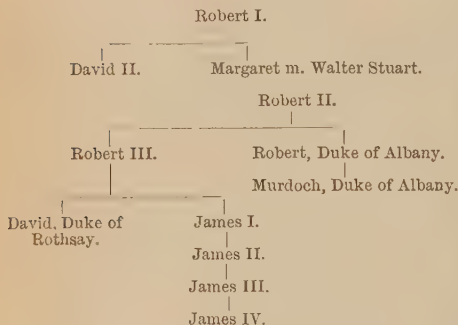 Robert I.
David II. Margaret m. Walter Stuart.
Robert II.
Robert III. Robert, Duke of Albany.
Murdoch, Duke of Albany.
David, Duke of James I.
Rothsay.
James II.
James III.
James IV.